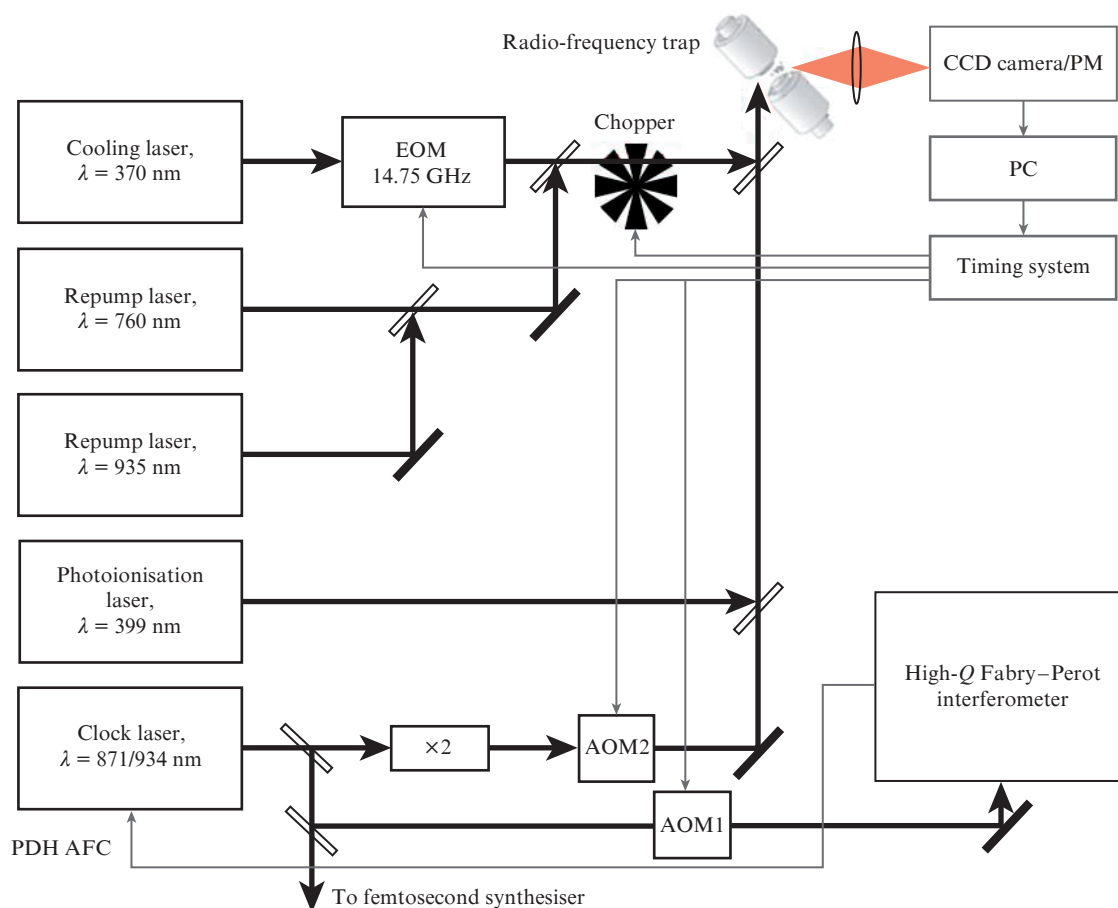 Radio-frequency trap
CCD camera/PM
Chopper
Cooling laser,
λ = 370 nm
EOM
14.75 GHz
PC
Timing system
Repump laser,
λ = 760 nm
Repump laser,
λ = 935 nm
Photoionisation
laser,
λ = 399 nm
High-Q Fabry–Perot
interferometer
Clock laser,
λ = 871/934 nm
×2
AOM2
AOM1
PDH AFC
To femtosecond synthesiser